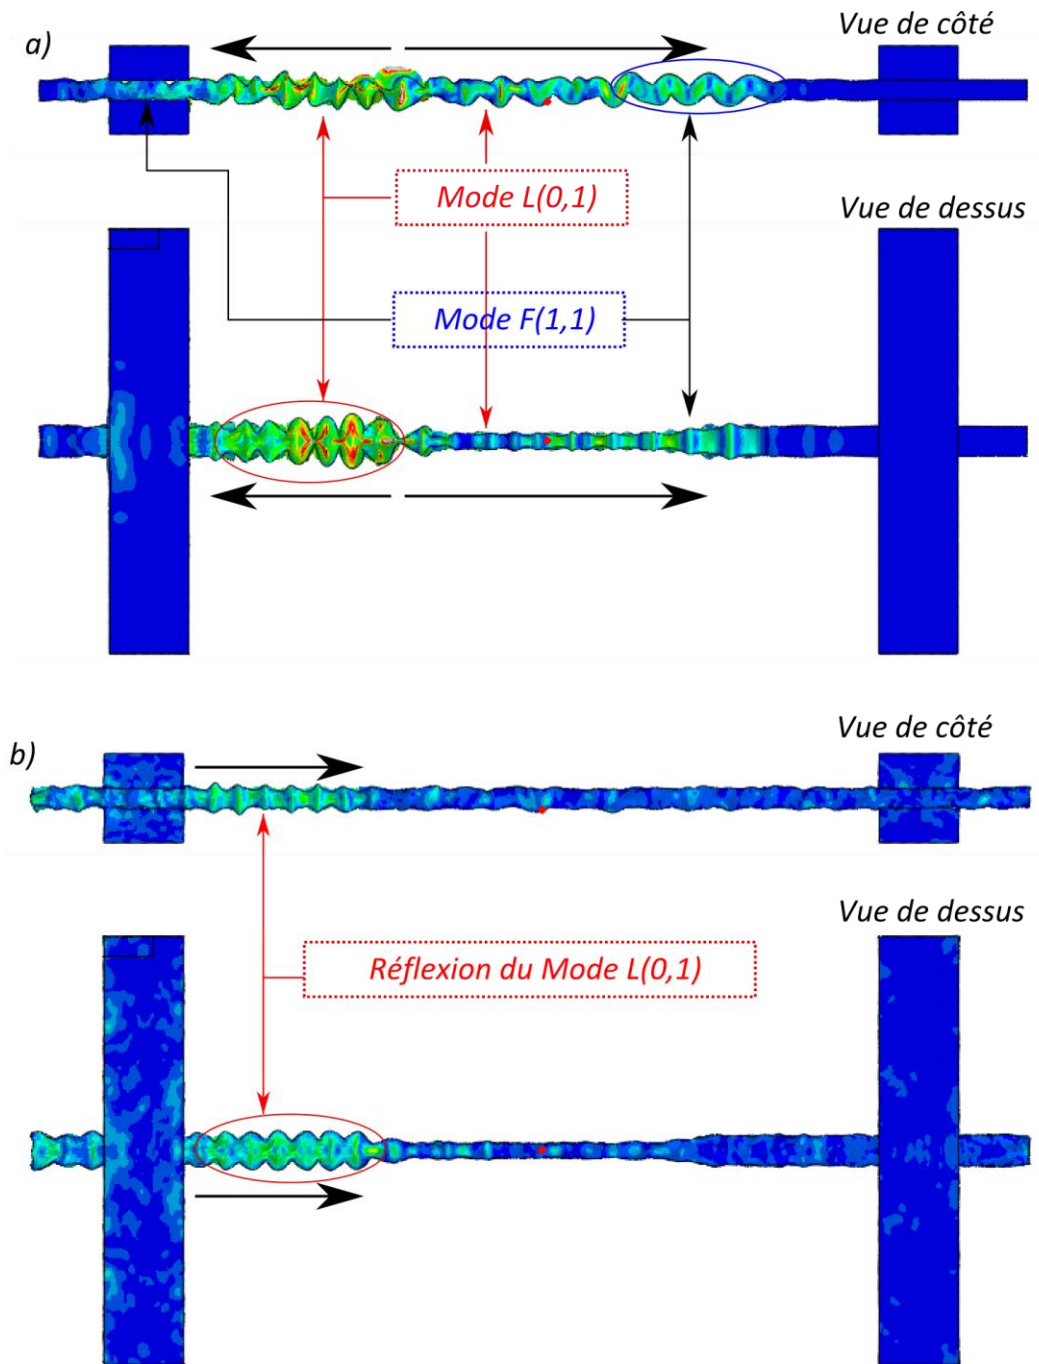 a)
Vue de côté
Mode L(0,1)
Vue de dessus
Mode F(1,1)
b)
Vue de côté
Vue de dessus
Réflexion du Mode L(0,1)